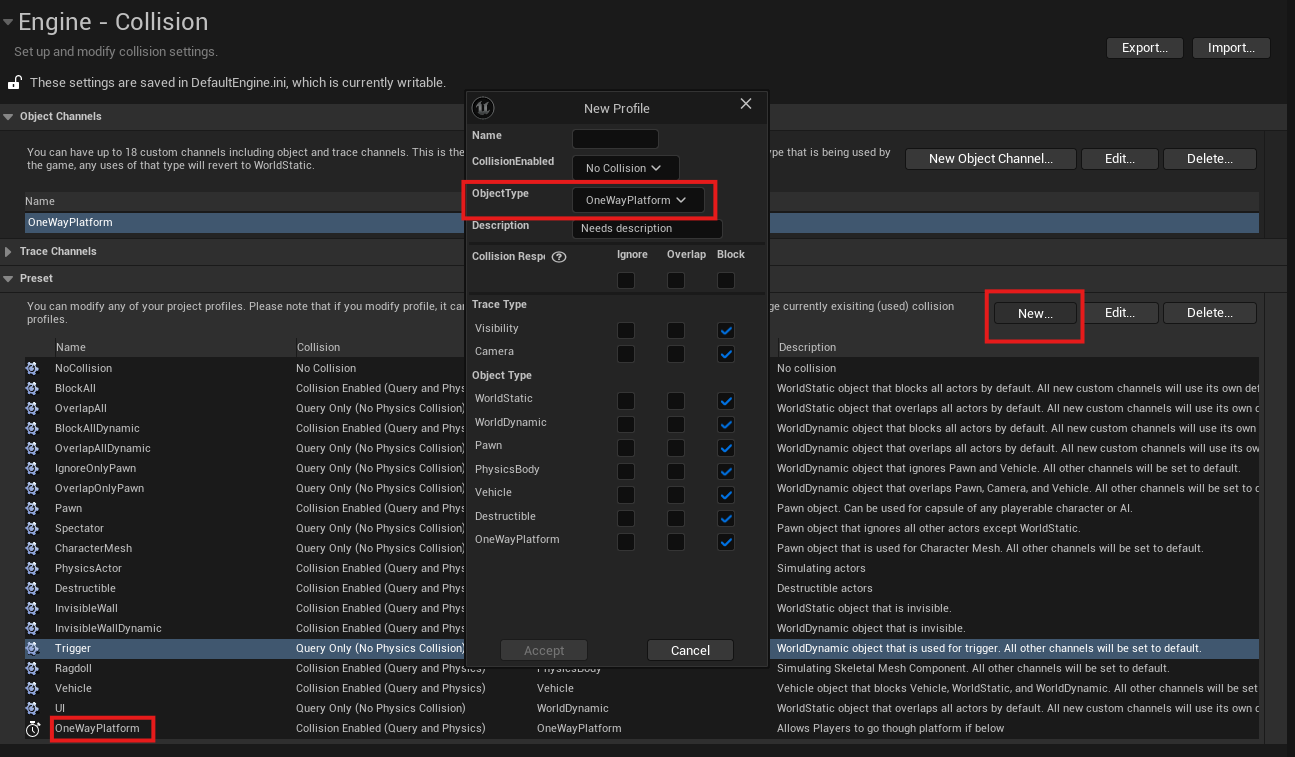 Engine - Collision
Set up and modify collision settings.
Export...
Import...
These settings are saved in DefaultEngine.ini, which is currently writable.
Object Channels
You can have up to 18 custom channels including object and trace channels. This is the
ype that is being used by
the game, any uses of that type will revert to WorldStatic.
New Object Channel...
Edit...
Delete...
Name
OneWayPlatform
Trace Channels
Preset
You can modify any of your project profiles. Please note that if you modify profile, it can
ge currently exisiting (used) collision
profiles.
New...
Edit...
Delete...
Name Collision Description
NoCollision No Collision No collision
BlockAll Collision Enabled (Query and Phys WorldStatic object that blocks all actors by default. All new custom channels will use its own def
OverlapAll Query Only (No Physics Collision) WorldStatic object that overlaps all actors by default. All new custom channels will use its own d
BlockAllDynamic Collision Enabled (Query and Phys WorldDynamic object that blocks all actors by default. All new custom channels will use its own
OverlapAllDynamic Query Only (No Physics Collision) WorldDynamic object that overlaps all actors by default. All new custom channels will use its own
IgnoreOnlyPawn Query Only (No Physics Collision) WorldDynamic object that ignores Pawn and Vehicle. All other channels will be set to default.
OverlapOnlyPawn Query Only (No Physics Collision) WorldDynamic object that overlaps Pawn, Camera, and Vehicle. All other channels will be set to d
Pawn Collision Enabled (Query and Phys Pawn object. Can be used for capsule of any playerable character or AI.
Spectator Query Only (No Physics Collision) Pawn object that ignores all other actors except WorldStatic.
CharacterMesh Query Only (No Physics Collision) Pawn object that is used for Character Mesh. All other channels will be set to default.
PhysicsActor Collision Enabled (Query and Phys Simulating actors
Destructible Collision Enabled (Query and Phys Destructible actors
InvisibleWall Collision Enabled (Query and Phys WorldStatic object that is invisible.
InvisibleWallDynamic Collision Enabled (Query and Phys WorldDynamic object that is invisible.
Trigger Query Only (No Physics Collision) WorldDynamic object that is used for trigger. All other channels will be set to default.
Ragdoll Collision Enabled (Query and Physics) PhysicsBody Simulating Skeletal Mesh Component. All other channels will be set to default.
Vehicle Collision Enabled (Query and Physics) Vehicle Vehicle object that blocks Vehicle, WorldStatic, and WorldDynamic. All other channels will be set
UI Query Only (No Physics Collision) WorldDynamic WorldStatic object that overlaps all actors by default. All new custom channels will use its own d
OneWayPlatform Collision Enabled (Query and Physics) OneWayPlatform Allows Players to go though platform if below
New Profile
Name
CollisionEnabled No Collision
ObjectType OneWayPlatform
Description Needs description
Collision Respo ? Ignore Overlap Block
Trace Type
Visibility
Camera
Object Type
WorldStatic
WorldDynamic
Pawn
PhysicsBody
Vehicle
Destructible
OneWayPlatform
Accept
Cancel